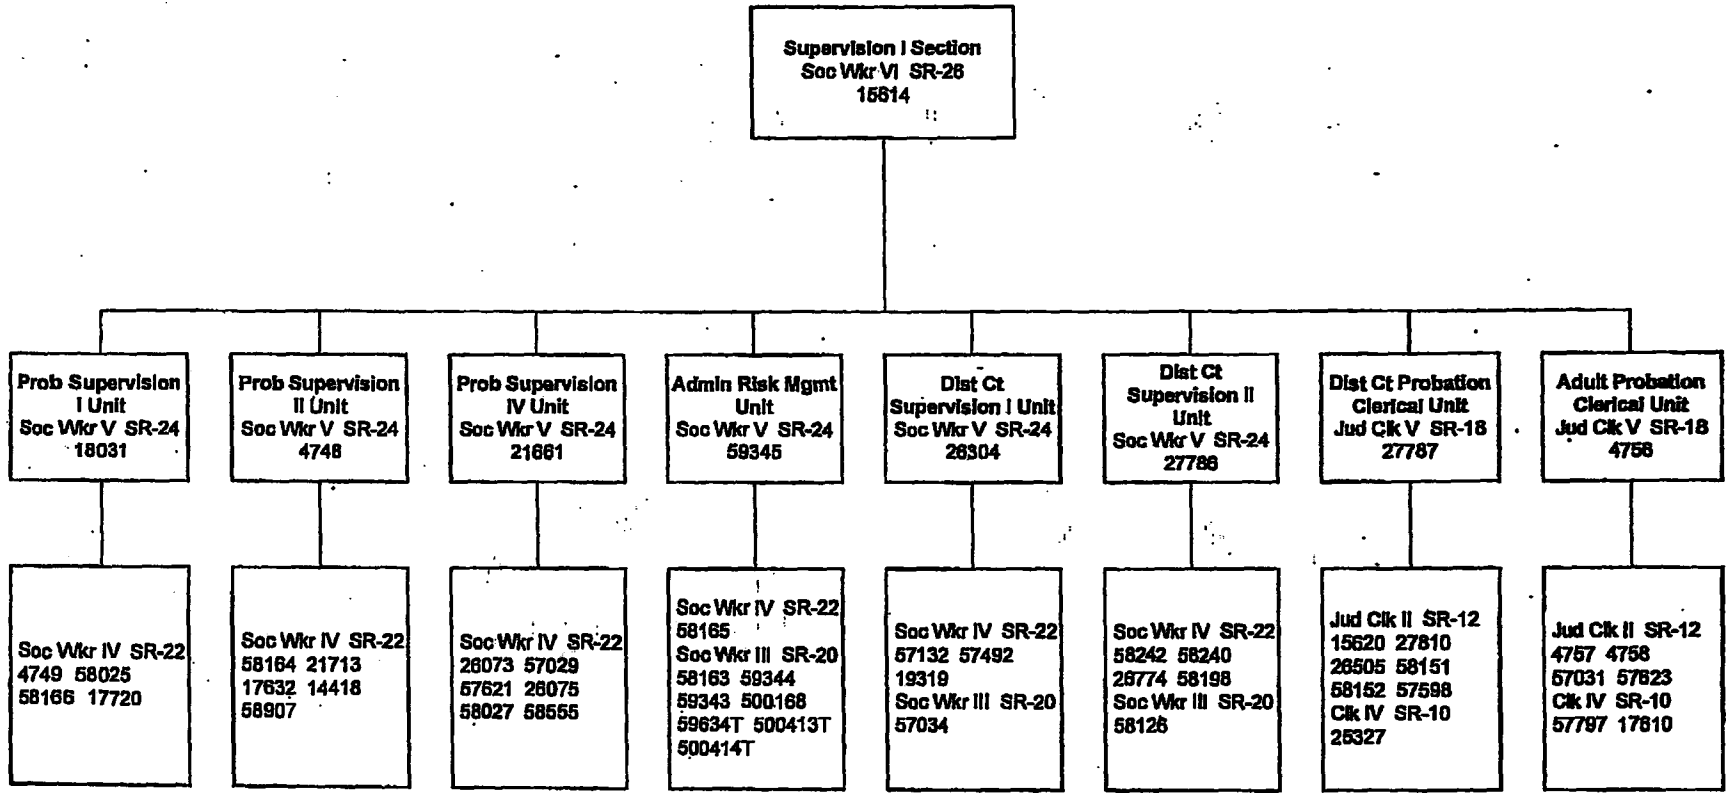 Supervision I Section
Soc Wkr VI SR-26
15614
Prob Supervision
I Unit
Soc Wkr V SR-24
18031
Prob Supervision
II Unit
Soc Wkr V SR-24
4748
Prob Supervision
IV Unit
Soc Wkr V SR-24
21661
Admin Risk Mgmt
Unit
Soc Wkr V SR-24
59345
Dist Ct
Supervision I Unit
Soc Wkr V SR-24
26304
Dist Ct
Supervision II
Unit
Soc Wkr V SR-24
27786
Dist Ct Probation
Clerical Unit
Jud Clk V SR-18
27787
Adult Probation
Clerical Unit
Jud Clk V SR-18
4756
Soc Wkr IV SR-22
4749 58025
58166 17720
Soc Wkr IV SR-22
58164 21713
17632 14418
58907
Soc Wkr IV SR-22
26073 57029
57621 26075
58027 58555
Soc Wkr IV SR-22
58165
Soc Wkr III SR-20
58163 59344
59343 500168
59634T 500413T
500414T
Soc Wkr IV SR-22
57132 57492
19319
Soc Wkr III SR-20
57034
Soc Wkr IV SR-22
58242 58240
26774 58198
Soc Wkr III SR-20
58126
Jud Clk II SR-12
15620 27810
26505 58151
58152 57598
Clk IV SR-10
25327
Jud Clk II SR-12
4757 4758
57031 57623
Clk IV SR-10
57797 17610